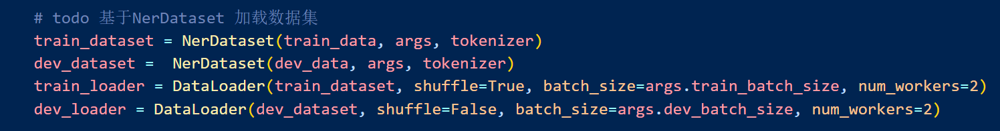 # todo 基于NerDataset 加载数据集
train_dataset = NerDataset(train_data, args, tokenizer)
dev_dataset =  NerDataset(dev_data, args, tokenizer)
train_loader = DataLoader(train_dataset, shuffle=True, batch_size=args.train_batch_size, num_workers=2)
dev_loader = DataLoader(dev_dataset, shuffle=False, batch_size=args.dev_batch_size, num_workers=2)